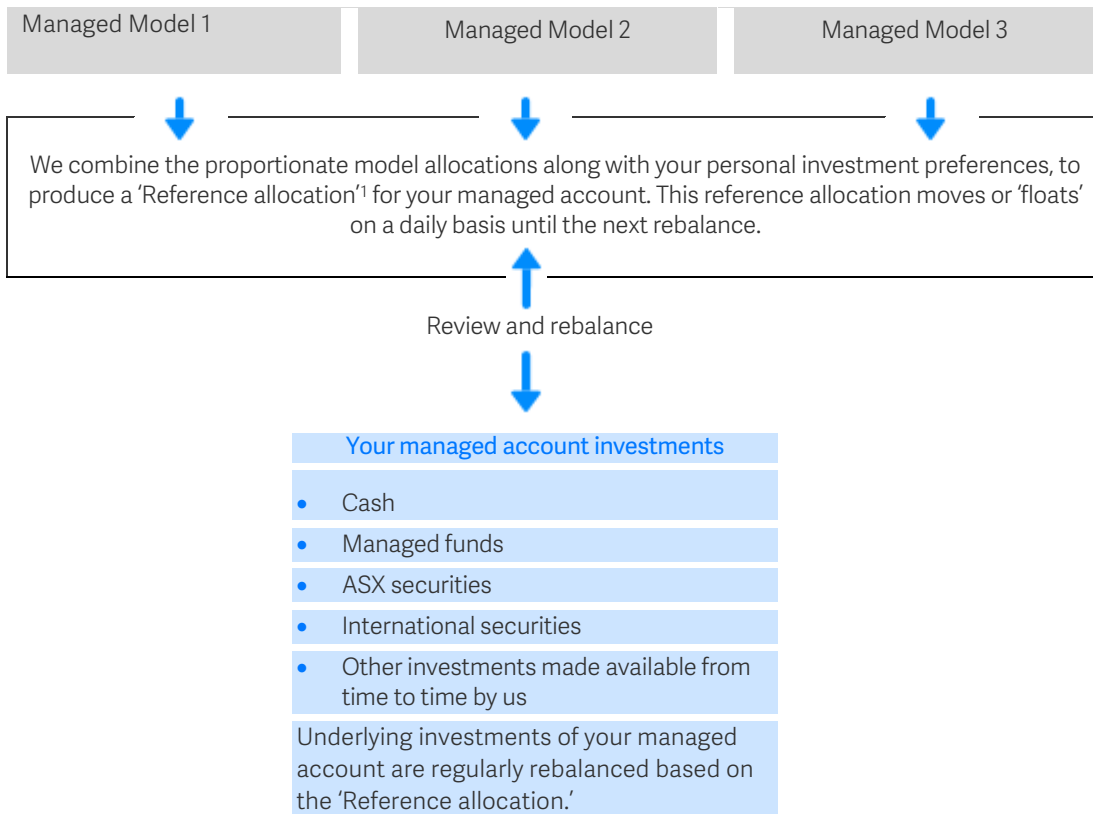 Managed Model 1
Managed Model 2
Managed Model 3
We combine the proportionate model allocations along with your personal investment preferences, to
produce a ‘Reference allocation’¹ for your managed account. This reference allocation moves or ‘floats’
on a daily basis until the next rebalance.
Review and rebalance
Your managed account investments
• Cash
• Managed funds
• ASX securities
• International securities
• Other investments made available from
time to time by us
Underlying investments of your managed
account are regularly rebalanced based on
the ‘Reference allocation.’